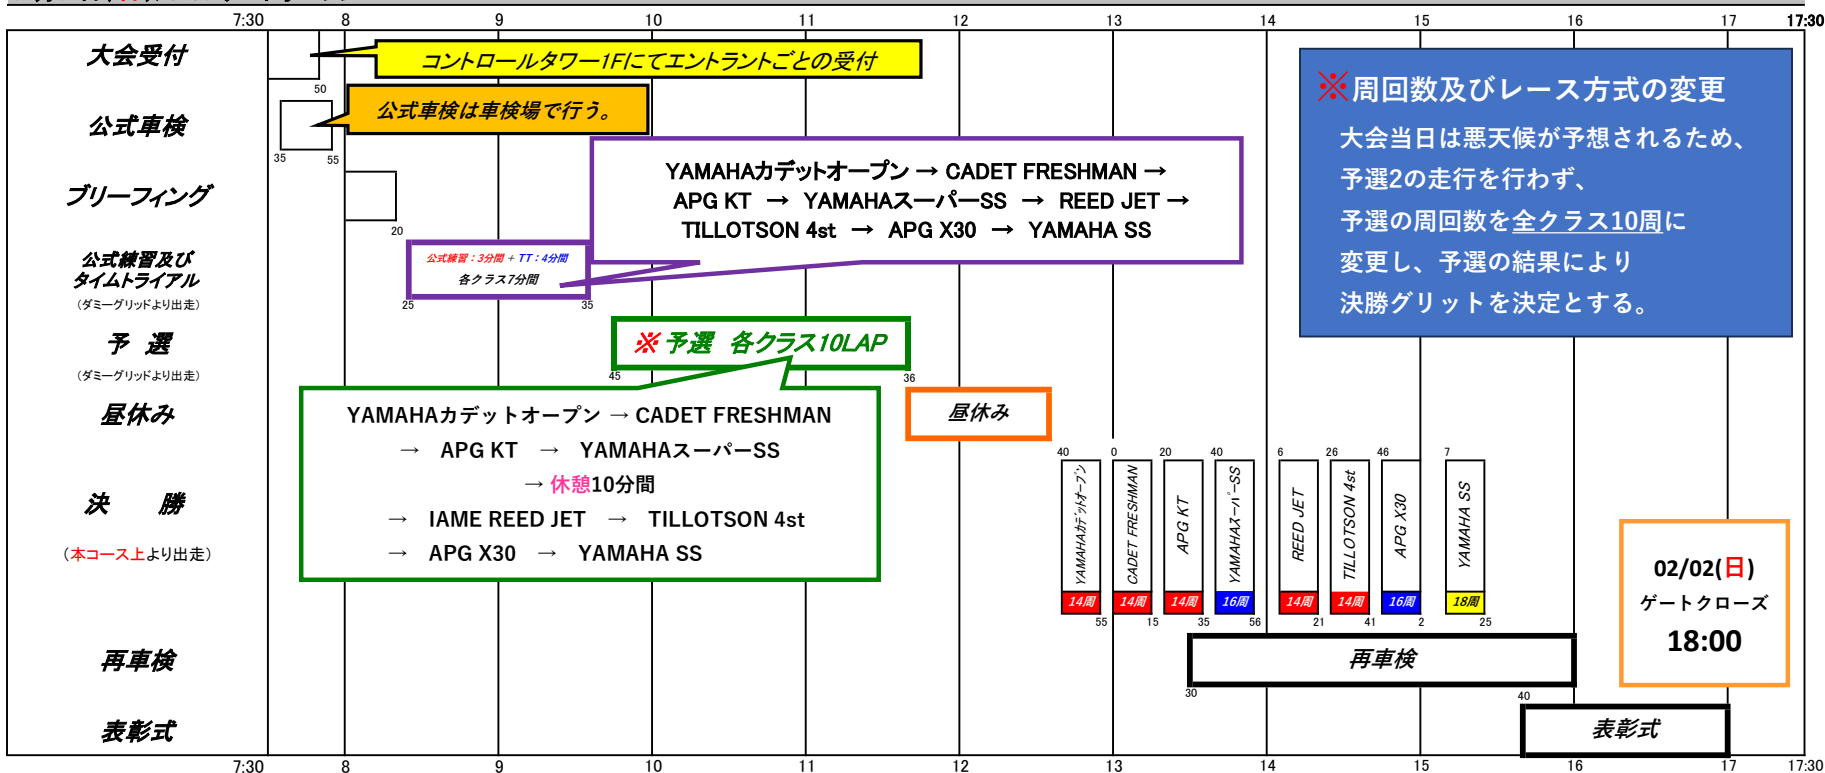 7:30 8 9 10 11 12 13 14 15 16 17 17:30
大会受付
コントロールタワー1Fにてエントラントごとの受付
50
公式車検
公式車検は車検場で行う。
35 55
ブリーフィング
20
YAMAHAカデットオープン → CADET FRESHMAN →
APG KT → YAMAHAスーパーSS → REED JET →
TILLOTSON 4st → APG X30 → YAMAHA SS
※周回数及びレース方式の変更
大会当日は悪天候が予想されるため、
予選2の走行を行わず、
予選の周回数を全クラス10周に
変更し、予選の結果により
決勝グリットを決定とする。
公式練習及び
タイムトライアル
(ダミーグリッドより出走)
公式練習：3分間 + TT：4分間
各クラス7分間
25 35
予 選
(ダミーグリッドより出走)
※ 予選 各クラス10LAP
45 36
昼休み
昼休み
YAMAHAカデットオープン → CADET FRESHMAN
→ APG KT → YAMAHAスーパーSS
→ 休憩10分間
→ IAME REED JET → TILLOTSON 4st
→ APG X30 → YAMAHA SS
決 勝
（本コース上より出走）
40 0 20 40 6 26 46 7
YAMAHAカデットオープン
CADET FRESHMAN
APG KT
YAMAHAスーパーSS
REED JET
TILLOTSON 4st
APG X30
YAMAHA SS
14周 14周 14周 16周 14周 14周 16周 18周
55 15 35 56 21 41 2 25
02/02(日)
ゲートクローズ
18:00
再車検
再車検
30 40
表彰式
表彰式
7:30 8 9 10 11 12 13 14 15 16 17 17:30